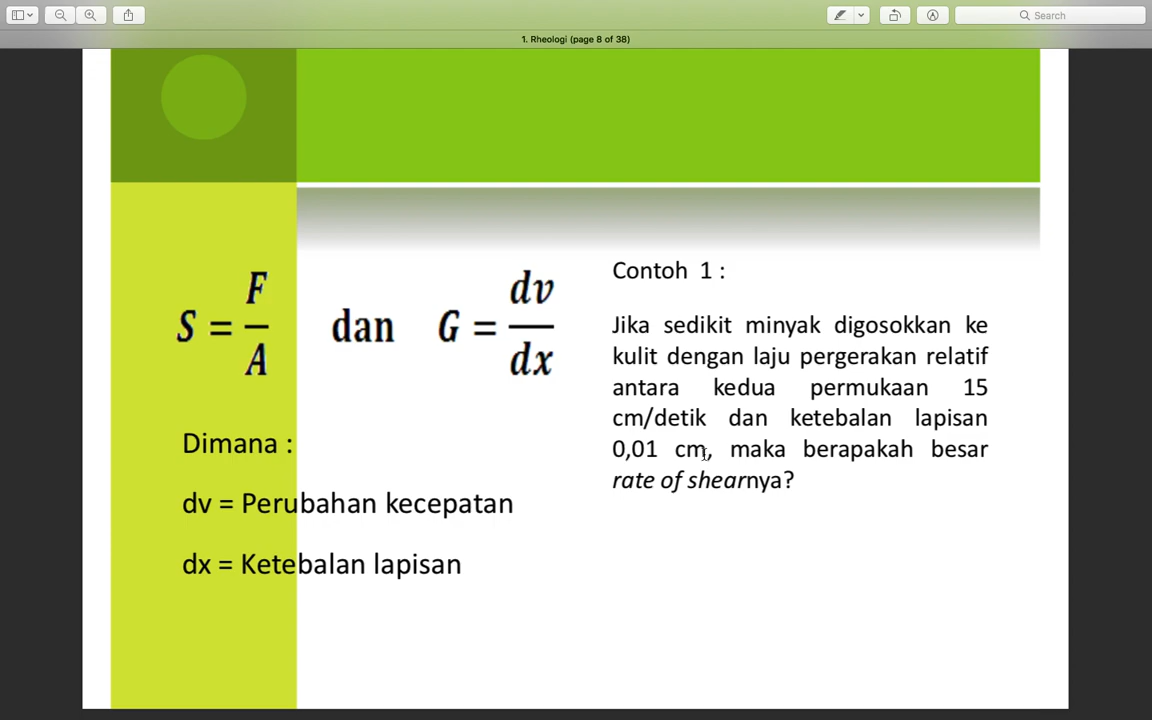 Search
1. Rheologi (page 8 of 38)
S = F/A dan G = dv/dx
Dimana :
dv = Perubahan kecepatan
dx = Ketebalan lapisan
Contoh 1 :
Jika sedikit minyak digosokkan ke
kulit dengan laju pergerakan relatif
antara kedua permukaan 15
cm/detik dan ketebalan lapisan
0,01 cm, maka berapakah besar
rate of shearnya?